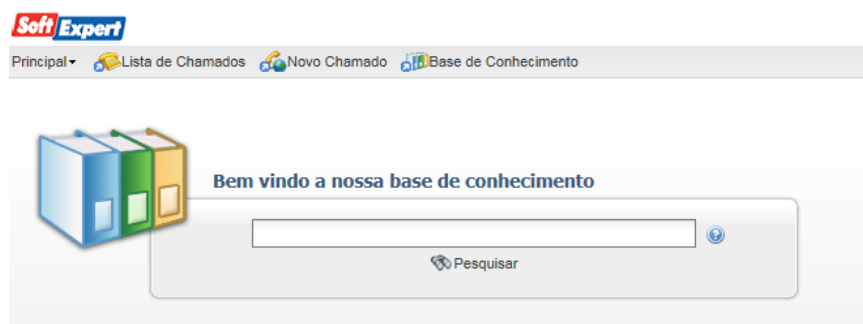 Soft Expert
Principal Lista de Chamados Novo Chamado Base de Conhecimento
Bem vindo a nossa base de conhecimento
Pesquisar